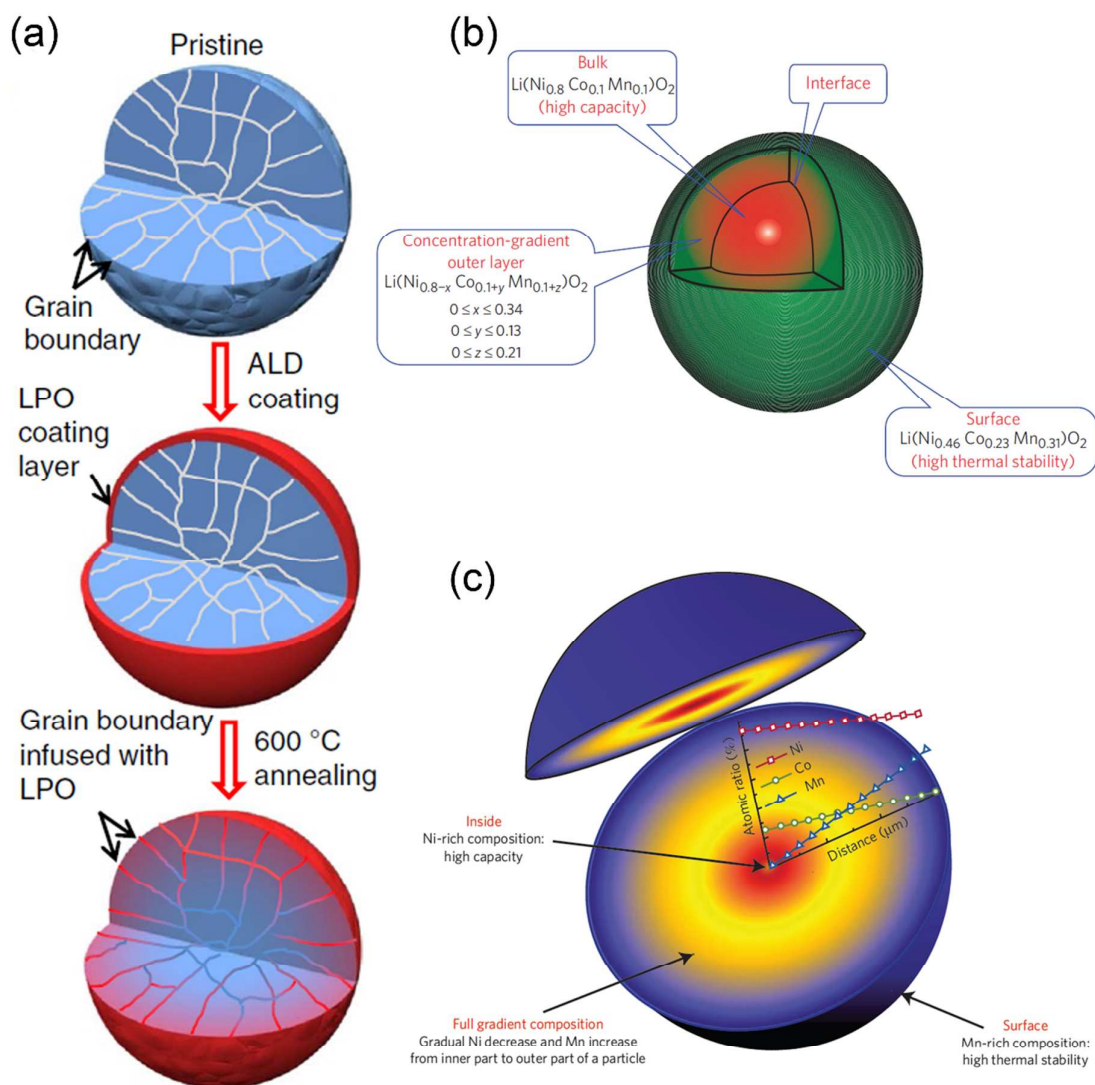 (a)
Pristine
Grain
boundary
ALD
coating
LPO
coating
layer
Grain boundary
infused with
LPO
600 °C
annealing
(b)
Bulk
Li(Ni₀.₈ Co₀.₁ Mn₀.₁)O₂
(high capacity)
Interface
Concentration-gradient
outer layer
Li(Ni₀.₈₋ₓ Co₀.₁₊y Mn₀.₁₊z)O₂
0 ≤ x ≤ 0.34
0 ≤ y ≤ 0.13
0 ≤ z ≤ 0.21
Surface
Li(Ni₀.₄₆ Co₀.₂₃ Mn₀.₃₁)O₂
(high thermal stability)
(c)
Atomic ratio (%)
Ni
Co
Mn
Distance (μm)
Inside
Ni-rich composition:
high capacity
Full gradient composition
Gradual Ni decrease and Mn increase
from inner part to outer part of a particle
Surface
Mn-rich composition:
high thermal stability